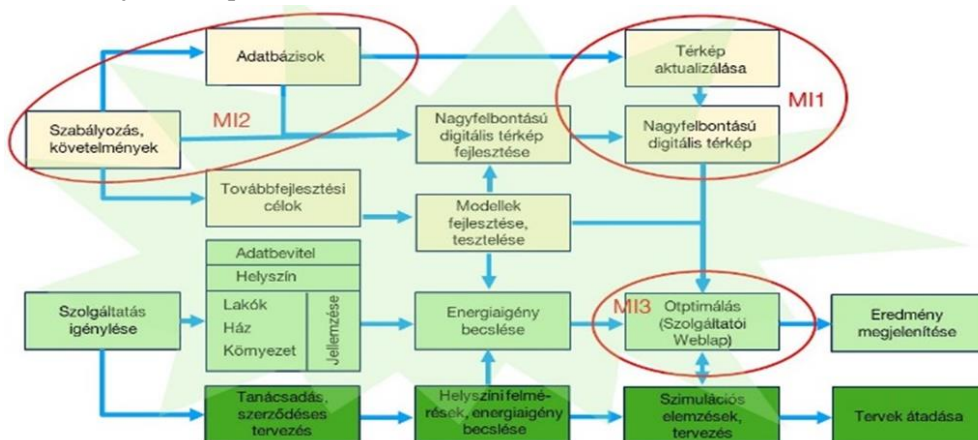 Adatbázisok
Térkép
aktualizálása
MI1
MI2
Szabályozás,
követelmények
Nagyfelbontású
digitális térkép
fejlesztése
Nagyfelbontású
digitális térkép
Továbbfejlesztési
célok
Modellek
fejlesztése,
tesztelése
Adatbevitel
Helyszín
Szolgáltatás
igénylése
Lakók
Ház
Környezet
Jellemzése
Energiaigény
becslése
MI3
Otptimálás
(Szolgáltatói
Weblap)
Eredmény
megjelenítése
Tanácsadás,
szerződéses
tervezés
Helyszíni felmé-
rések, energiaigény
becslése
Szimulációs
elemzések,
tervezés
Tervek átadása